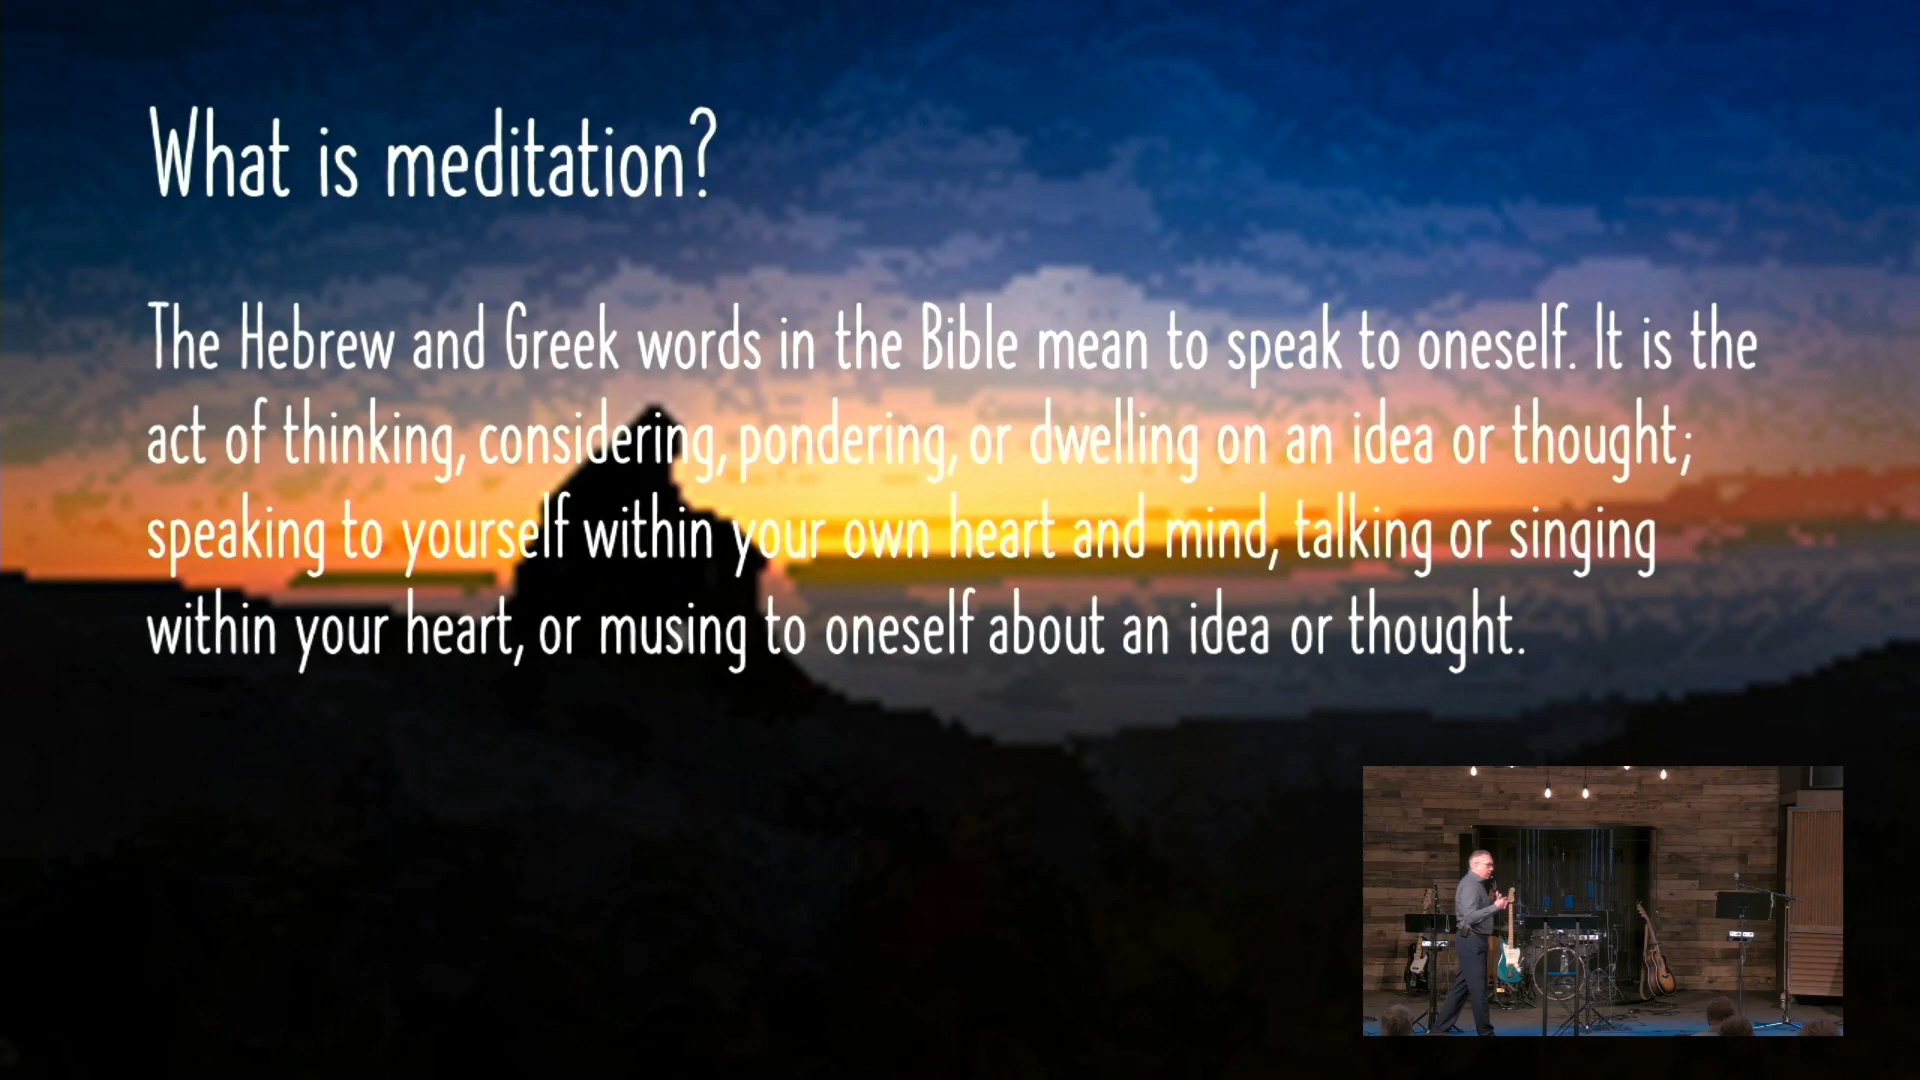 What is meditation?
The Hebrew and Greek words in the Bible mean to speak to oneself. It is the
act of thinking, considering, pondering, or dwelling on an idea or thought;
speaking to yourself within your own heart and mind, talking or singing
within your heart, or musing to oneself about an idea or thought.